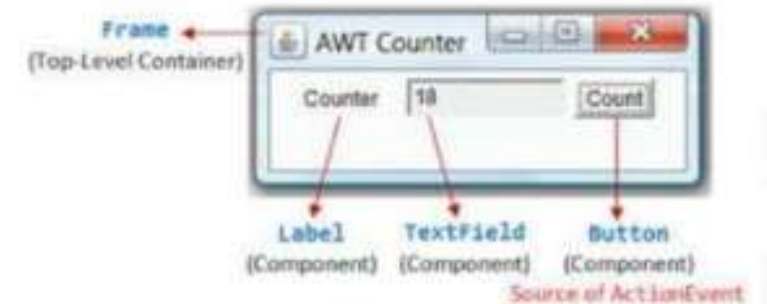 Frame
(Top-Level Container)
AWT Counter
Counter 18 Count
Label TextField Button
(Component) (Component) (Component)
Source of ActionEvent